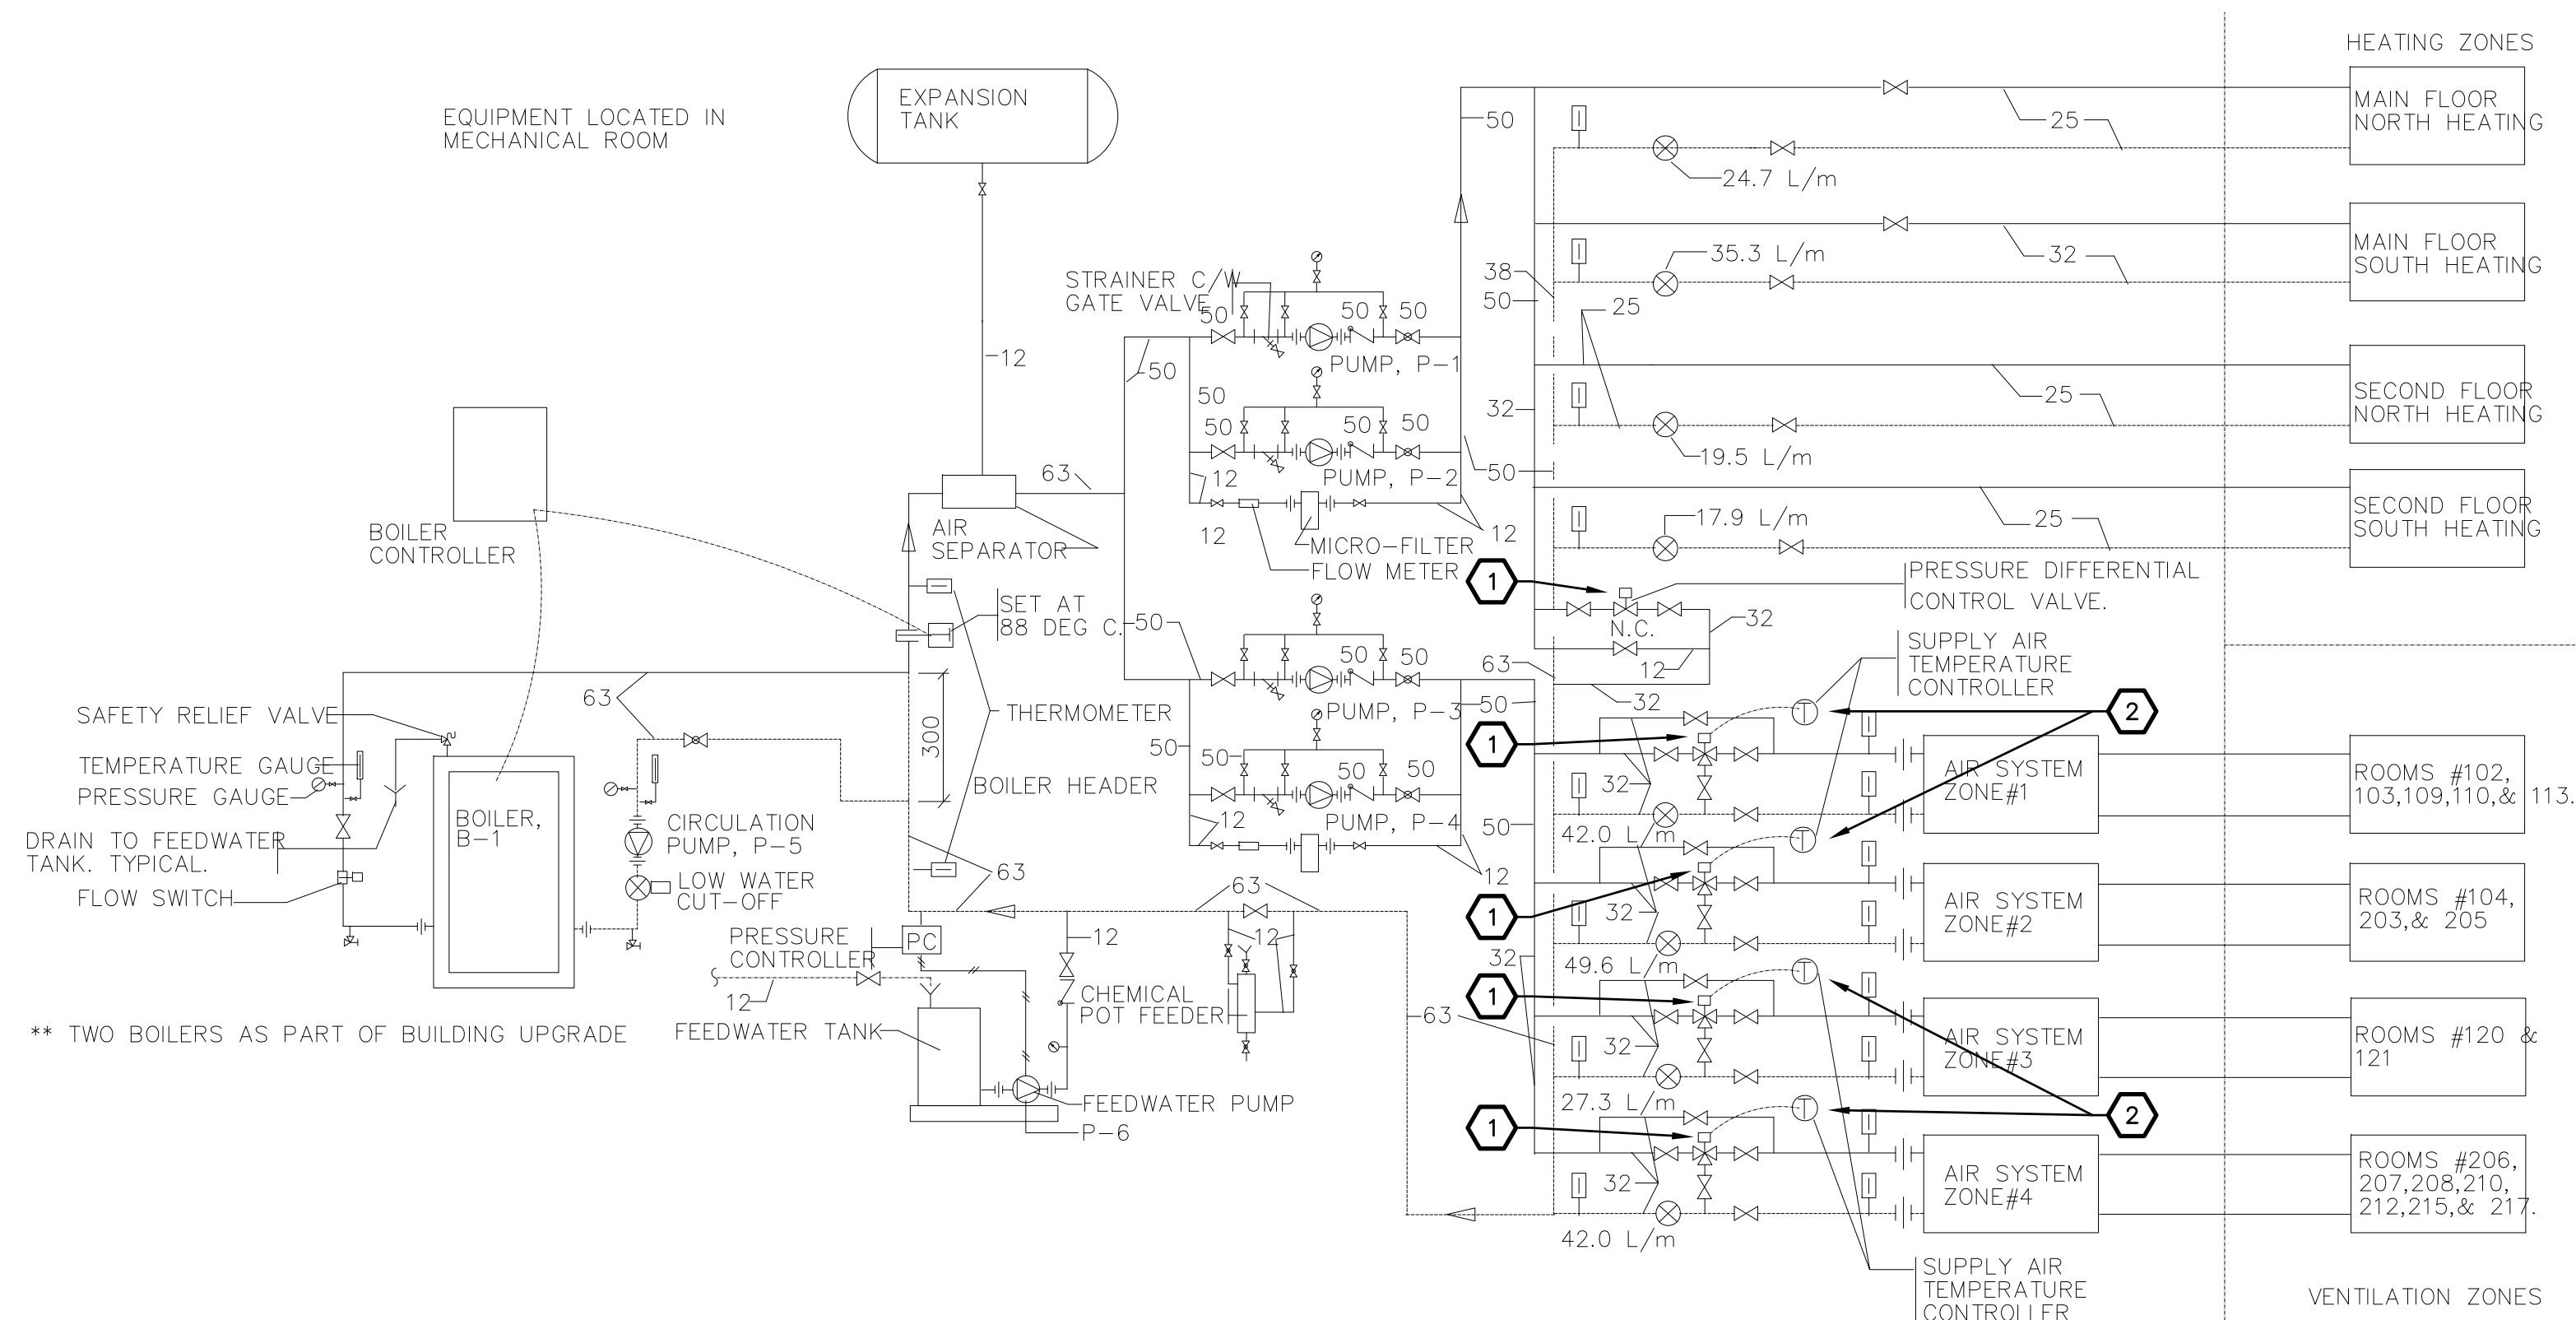 HEATING ZONES
EQUIPMENT LOCATED IN
MECHANICAL ROOM
EXPANSION
TANK
12
BOILER
CONTROLLER
AIR
SEPARATOR
63
SET AT
88 DEG C.
THERMOMETER
300
BOILER HEADER
63
63
SAFETY RELIEF VALVE
TEMPERATURE GAUGE
PRESSURE GAUGE
DRAIN TO FEEDWATER
TANK. TYPICAL.
FLOW SWITCH
BOILER,
B-1
CIRCULATION
PUMP, P-5
LOW WATER
CUT-OFF
** TWO BOILERS AS PART OF BUILDING UPGRADE
PRESSURE
CONTROLLER
PC
12
12
FEEDWATER TANK
CHEMICAL
POT FEEDER
63
12
FEEDWATER PUMP
P-6
63
STRAINER C/W
GATE VALVE
50
50
50
50
PUMP, P-1
50
50
50
50
PUMP, P-2
12
12
12
MICRO-FILTER
FLOW METER
50
50
50
PUMP, P-3
50
50
50
50
50
PUMP, P-4
12
12
50
38
50
25
32
50
63
32
50
50
32
25
24.7 L/m
MAIN FLOOR
NORTH HEATING
35.3 L/m
32
MAIN FLOOR
SOUTH HEATING
25
19.5 L/m
SECOND FLOOR
NORTH HEATING
17.9 L/m
25
SECOND FLOOR
SOUTH HEATING
1
PRESSURE DIFFERENTIAL
CONTROL VALVE.
N.C.
32
12
SUPPLY AIR
TEMPERATURE
CONTROLLER
1
T
2
32
42.0 L/m
AIR SYSTEM
ZONE#1
ROOMS #102,
103,109,110,& 113.
1
T
32
49.6 L/m
AIR SYSTEM
ZONE#2
ROOMS #104,
203,& 205
1
T
32
27.3 L/m
AIR SYSTEM
ZONE#3
ROOMS #120 &
121
1
T
2
32
42.0 L/m
AIR SYSTEM
ZONE#4
ROOMS #206,
207,208,210,
212,215,& 217.
SUPPLY AIR
TEMPERATURE
CONTROLLER
VENTILATION ZONES